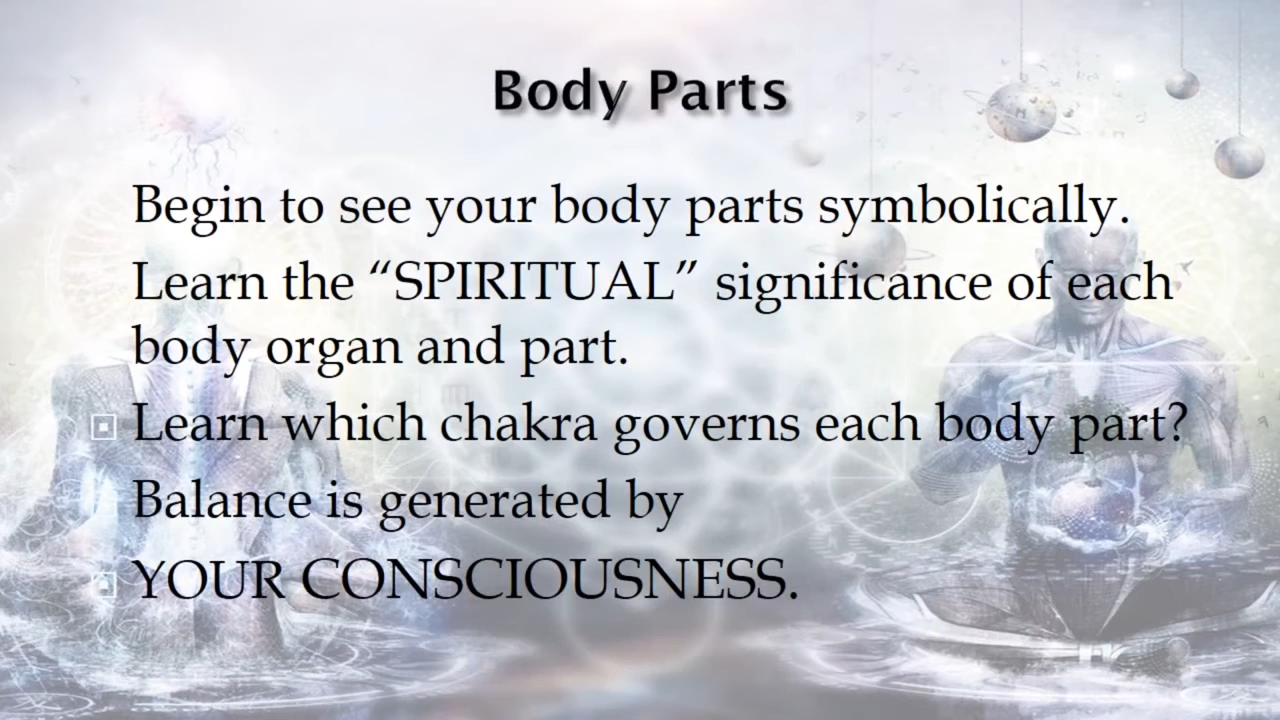 Body Parts
Begin to see your body parts symbolically.
Learn the “SPIRITUAL” significance of each
body organ and part.
Learn which chakra governs each body part?
Balance is generated by
YOUR CONSCIOUSNESS.